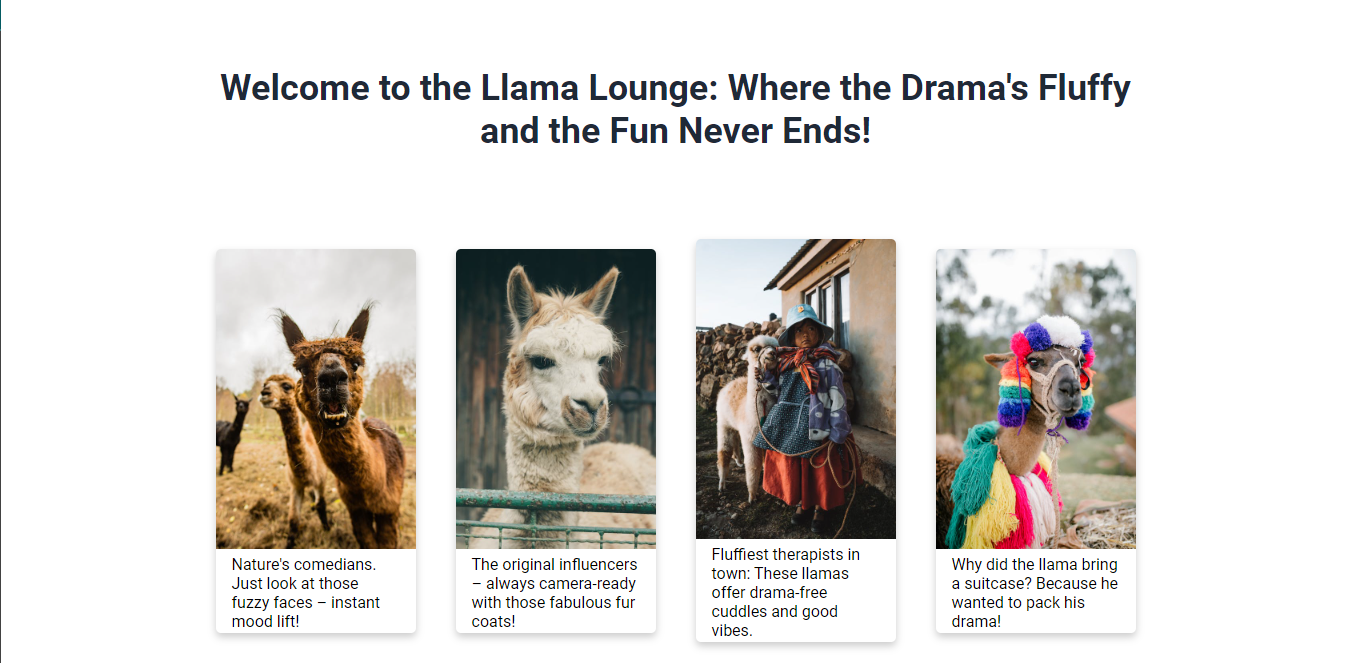 Welcome to the Llama Lounge: Where the Drama's Fluffy
and the Fun Never Ends!
Nature's comedians.
Just look at those
fuzzy faces – instant
mood lift!
The original influencers
– always camera-ready
with those fabulous fur
coats!
Fluffiest therapists in
town: These llamas
offer drama-free
cuddles and good
vibes.
Why did the llama bring
a suitcase? Because he
wanted to pack his
drama!